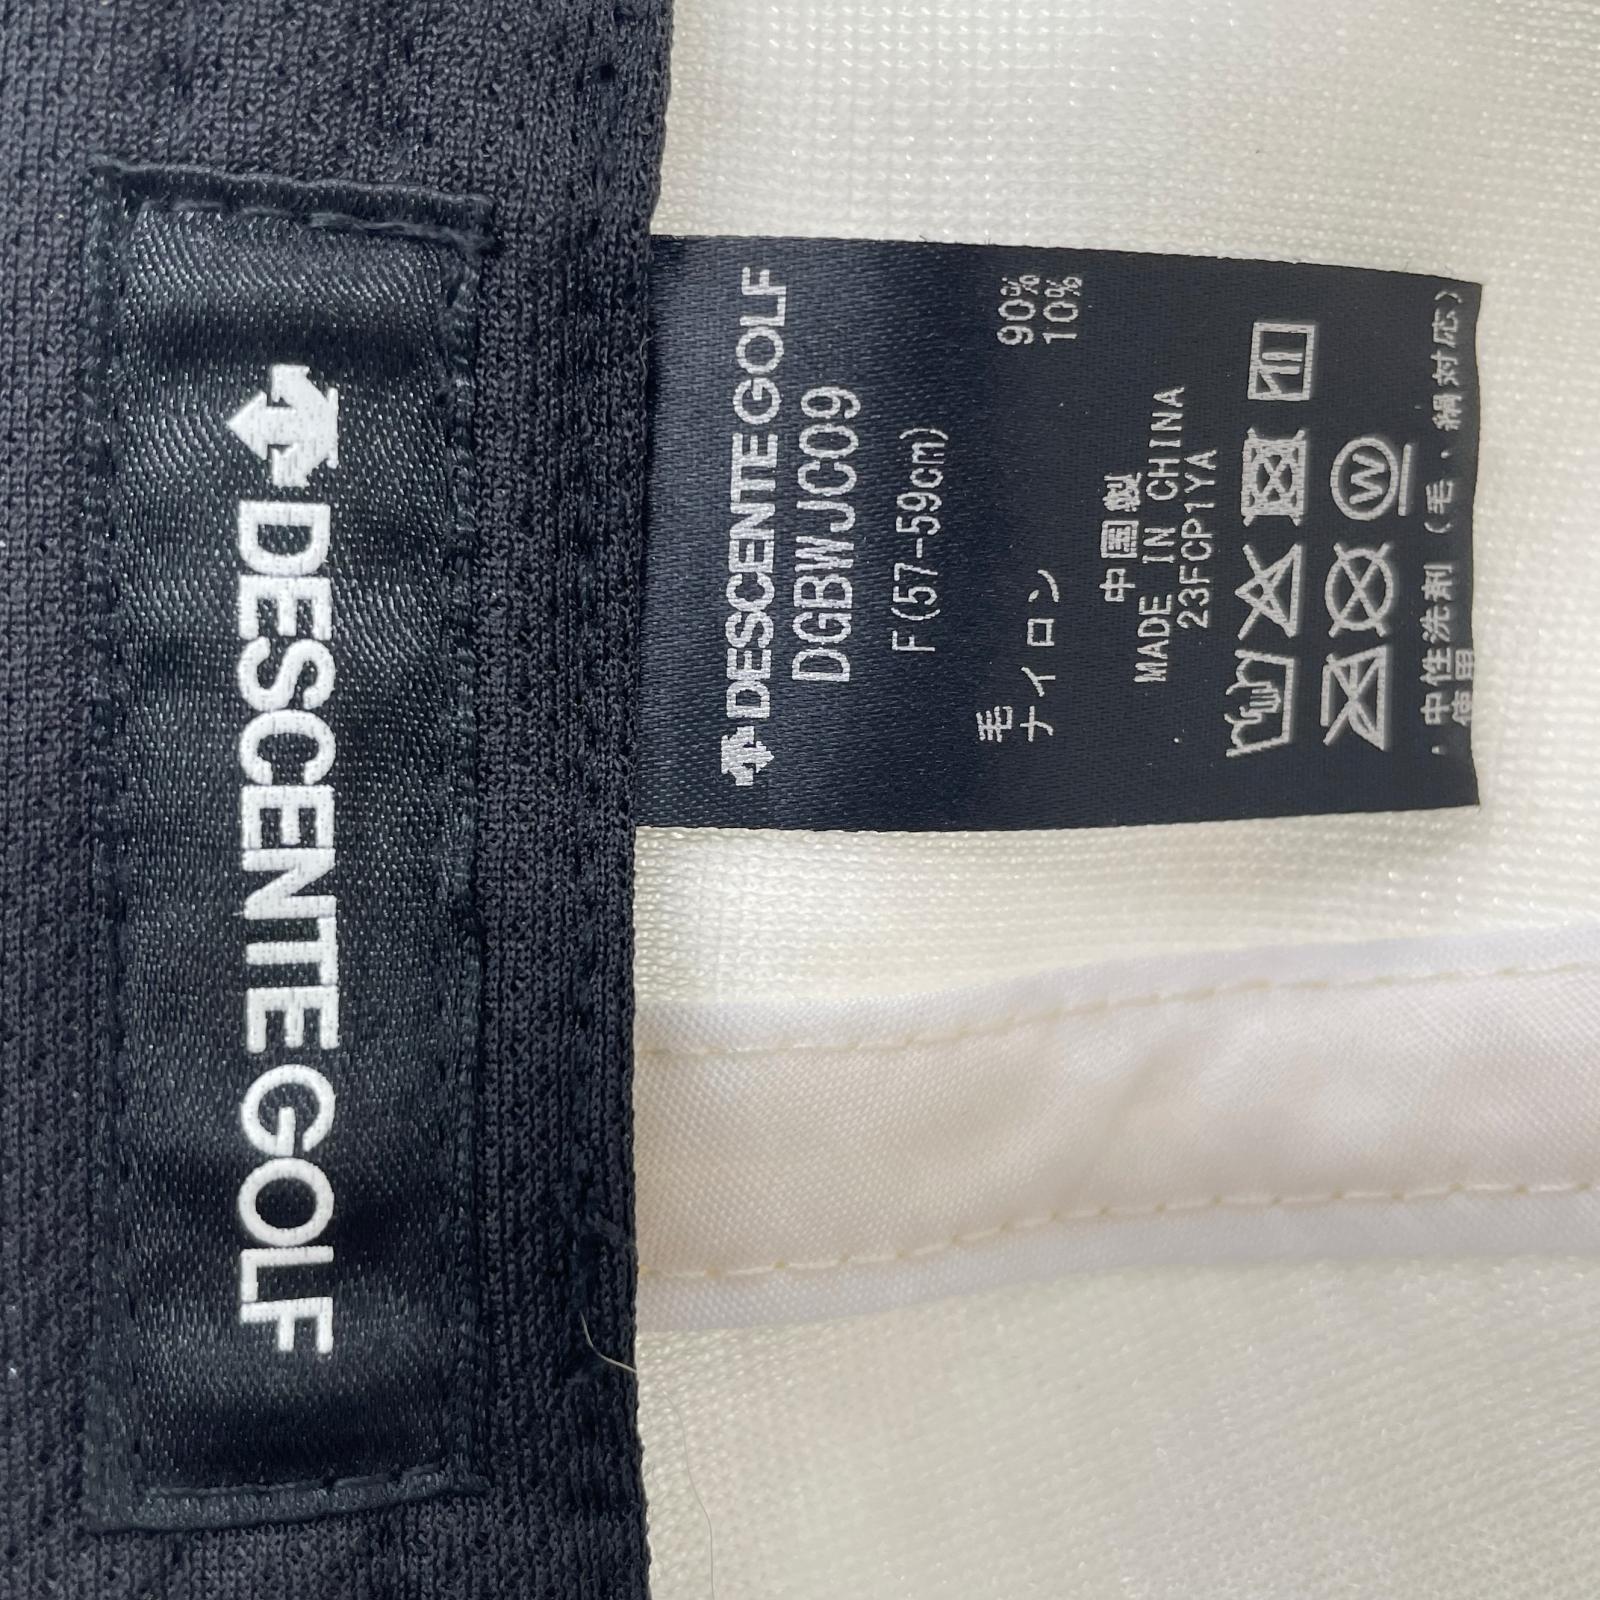 DESCENTE GOLF
DESCENTE GOLF
DGBWJC09
F(57-59cm)
毛 90%
ナイロン 10%
中国製
MADE IN CHINA
23FCP1YA
W
・中性洗剤(毛・絹対応)
使用